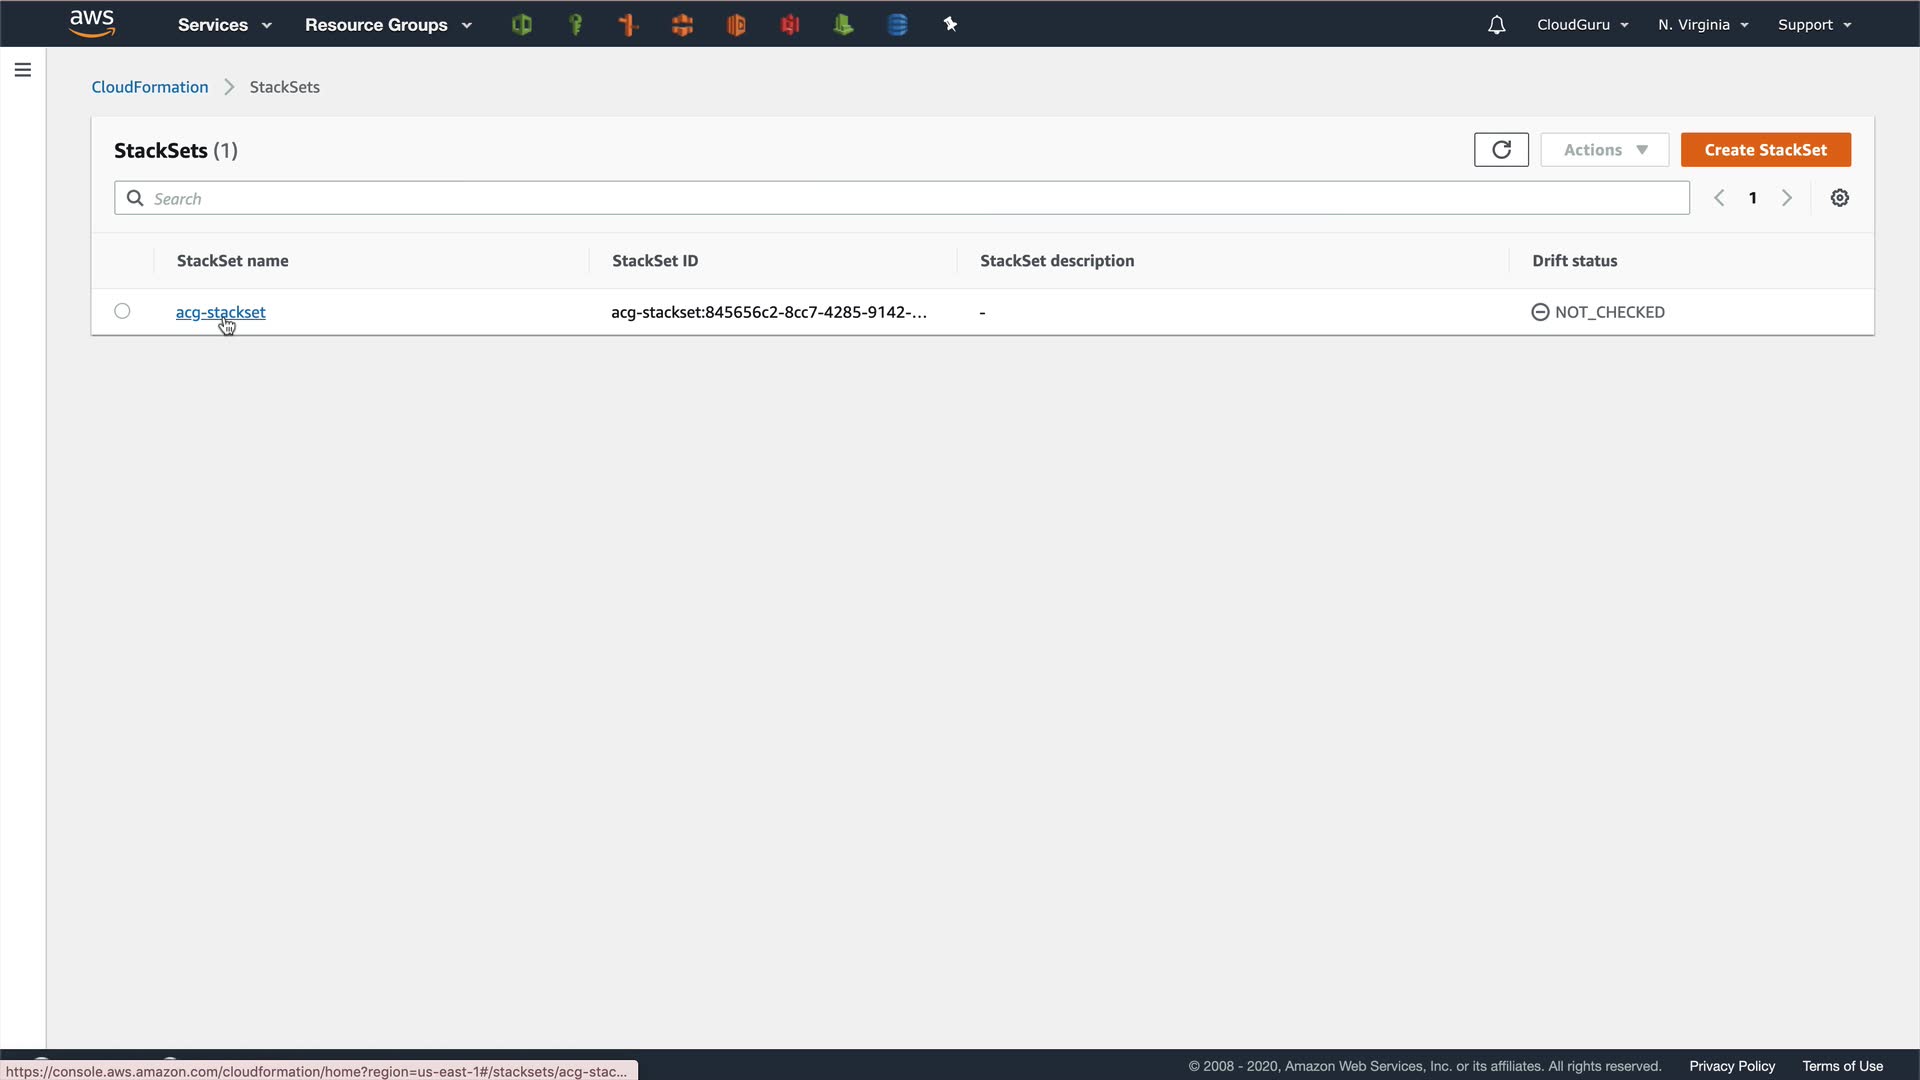 aws Services Resource Groups CloudGuru N. Virginia Support
CloudFormation StackSets
StackSets (1) Actions Create StackSet
Search 1
StackSet name StackSet ID StackSet description Drift status
acg-stackset acg-stackset:845656c2-8cc7-4285-9142-... - NOT_CHECKED
© 2008 - 2020, Amazon Web Services, Inc. or its affiliates. All rights reserved. Privacy Policy Terms of Use
https://console.aws.amazon.com/cloudformation/home?region=us-east-1#/stacksets/acg-stac...